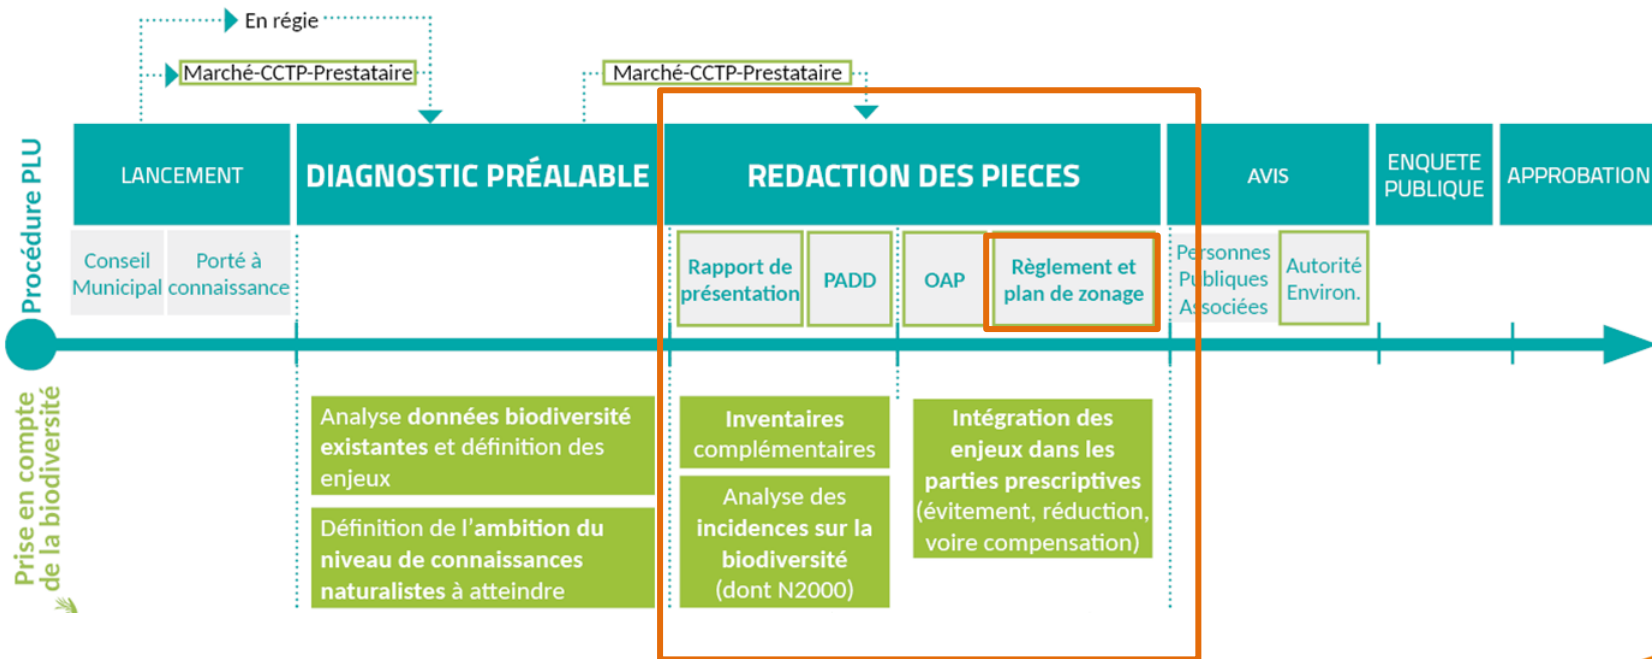 En régie
Marché-CCTP-Prestataire
Marché-CCTP-Prestataire
Procédure PLU
LANCEMENT
DIAGNOSTIC PRÉALABLE
REDACTION DES PIECES
AVIS
ENQUETE
PUBLIQUE
APPROBATION
Conseil
Municipal
Porté à
connaissance
Rapport de
présentation
PADD
OAP
Règlement et
plan de zonage
Personnes
Publiques
Associées
Autorité
Environ.
Prise en compte
de la biodiversité
Analyse données biodiversité
existantes et définition des
enjeux
Définition de l'ambition du
niveau de connaissances
naturalistes à atteindre
Inventaires
complémentaires
Analyse des
incidences sur la
biodiversité
(dont N2000)
Intégration des
enjeux dans les
parties prescriptives
(évitement, réduction,
voire compensation)